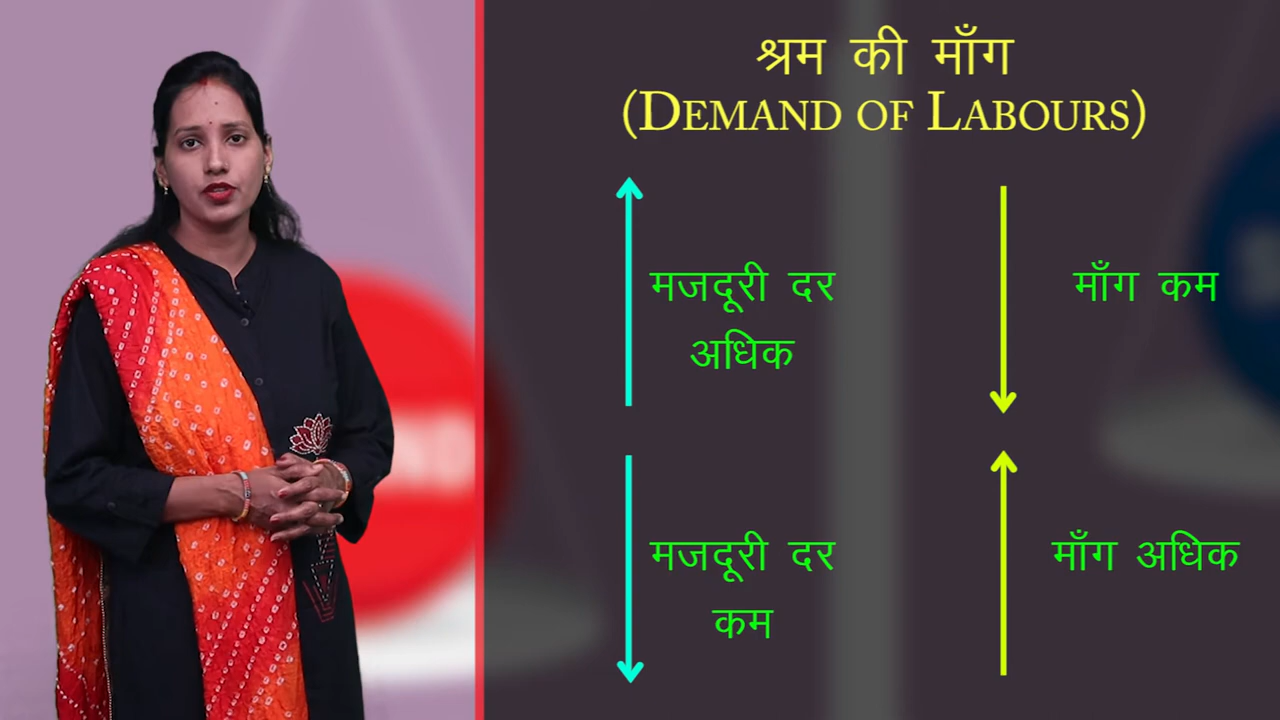 श्रम की माँग
(DEMAND OF LABOURS)
मजदूरी दर
अधिक
माँग कम
मजदूरी दर
कम
माँग अधिक